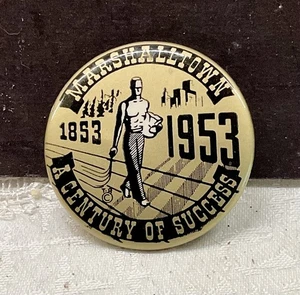 MARSHALLTOWN
1853
1953
A CENTURY OF SUCCESS